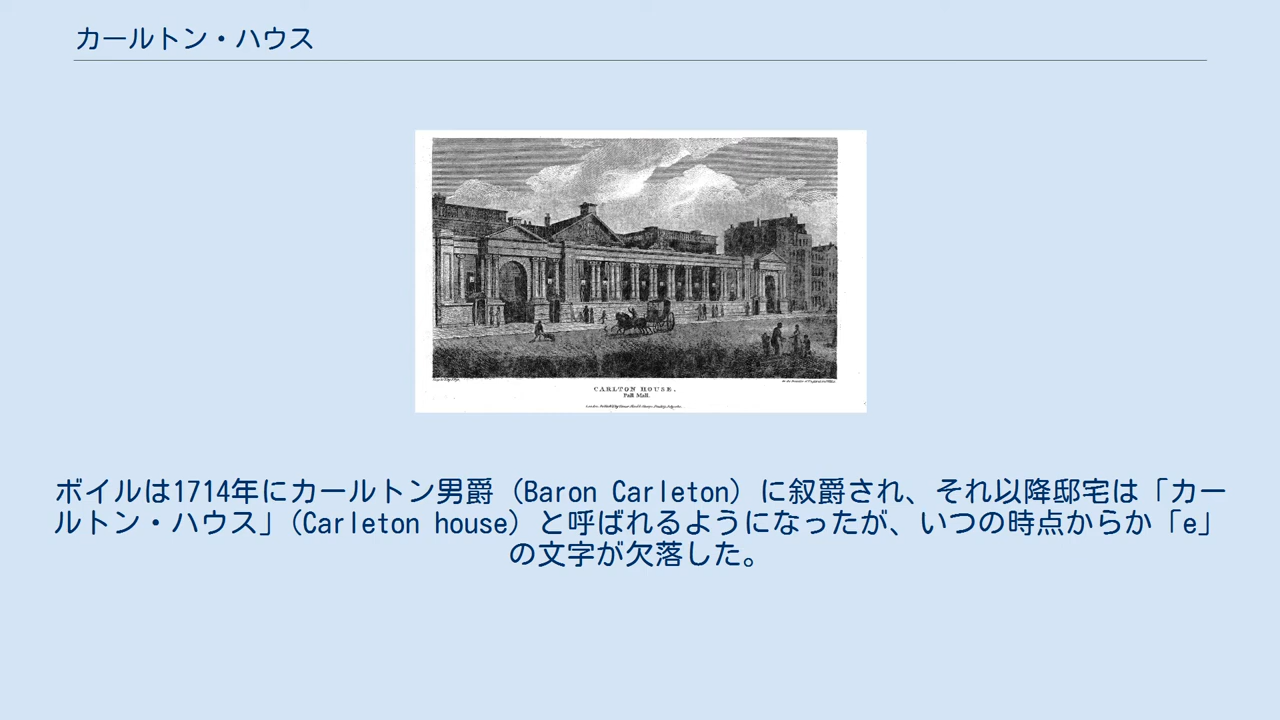 カールトン・ハウス
CARLTON HOUSE.
Pall Mall.
ボイルは1714年にカールトン男爵（Baron Carleton）に叙爵され、それ以降邸宅は「カー
ルトン・ハウス」（Carleton house）と呼ばれるようになったが、いつの時点からか「e」
の文字が欠落した。